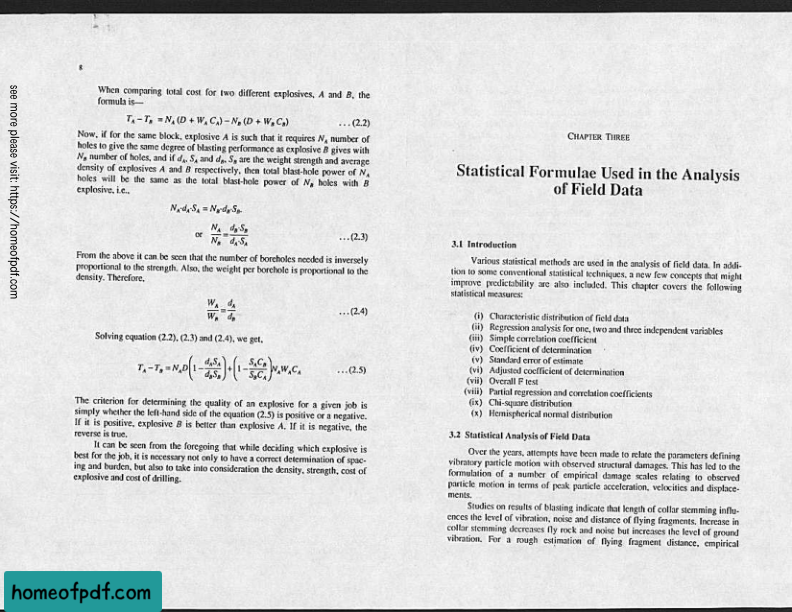 8
When comparing total cost for two different explosives, A and B, the
formula is—
T_A – T_B = N_A (D + W_A C_A) – N_B (D + W_B C_B) ...(2.2)
Now, if for the same block, explosive A is such that it requires N_A number of
holes to give the same degree of blasting performance as explosive B gives with
N_B number of holes, and if d_A, S_A and d_B, S_B are the weight strength and average
density of explosives A and B respectively, then total blast-hole power of N_A
holes will be the same as the total blast-hole power of N_B holes with B
explosive, i.e.,
N_A·d_A·S_A = N_B·d_B·S_B.
or N_A/N_B = d_B·S_B/d_A·S_A ...(2.3)
From the above it can be seen that the number of boreholes needed is inversely
proportional to the strength. Also, the weight per borehole is proportional to the
density. Therefore,
W_A/W_B = d_A/d_B ...(2.4)
Solving equation (2.2), (2.3) and (2.4), we get,
T_A – T_B = N_A D (1 – d_A S_A/d_B S_B) + (1 – S_A C_B/S_B C_A) N_A W_A C_A ...(2.5)
The criterion for determining the quality of an explosive for a given job is
simply whether the left-hand side of the equation (2.5) is positive or a negative.
If it is positive, explosive B is better than explosive A. If it is negative, the
reverse is true.
It can be seen from the foregoing that while deciding which explosive is
best for the job, it is necessary not only to have a correct determination of spac-
ing and burden, but also to take into consideration the density, strength, cost of
explosive and cost of drilling.
CHAPTER THREE
Statistical Formulae Used in the Analysis
of Field Data
3.1 Introduction
Various statistical methods are used in the analysis of field data. In addi-
tion to some conventional statistical techniques, a new few concepts that might
improve predictability are also included. This chapter covers the following
statistical measures:
(i) Characteristic distribution of field data
(ii) Regression analysis for one, two and three independent variables
(iii) Simple correlation coefficient
(iv) Coefficient of determination
(v) Standard error of estimate
(vi) Adjusted coefficient of determination
(vii) Overall F test
(viii) Partial regression and correlation coefficients
(ix) Chi-square distribution
(x) Hemispherical normal distribution
3.2 Statistical Analysis of Field Data
Over the years, attempts have been made to relate the parameters defining
vibratory particle motion with observed structural damages. This has led to the
formulation of a number of empirical damage scales relating to observed
particle motion in terms of peak particle acceleration, velocities and displace-
ments.
Studies on results of blasting indicate that length of collar stemming influ-
ences the level of vibration, noise and distance of flying fragments. Increase in
collar stemming decreases fly rock and noise but increases the level of ground
vibration. For a rough estimation of flying fragment distance, empirical
see more please visit: https://homeofpdf.com
homeofpdf.com